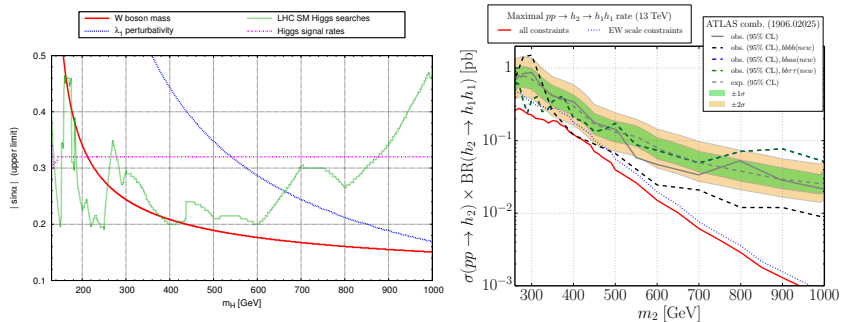 W boson mass
λ₁ perturbativity
LHC SM Higgs searches
Higgs signal rates
| sinα | (upper limit)
0.5
0.4
0.3
0.2
0.1
200 300 400 500 600 700 800 900 1000
m_H [GeV]
Maximal pp → h₂ → h₁h₁ rate (13 TeV)
all constraints
EW scale constraints
ATLAS comb. (1906.02025)
obs. (95% CL)
obs. (95% CL), bbbb(new)
obs. (95% CL), bbaa(new)
obs. (95% CL), bbττ(new)
exp. (95% CL)
±1σ
±2σ
σ(pp → h₂) × BR(h₂ → h₁h₁) [pb]
10⁰
10⁻¹
10⁻²
10⁻³
300 400 500 600 700 800 900 1000
m₂ [GeV]